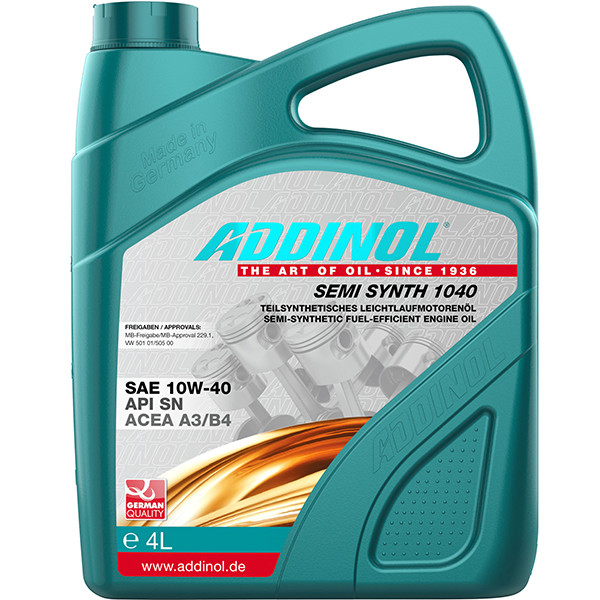 Made in
Germany
ADDINOL
ADDINOL
THE ART OF OIL · SINCE 1936
SEMI SYNTH 1040
TEILSYNTHETISCHES LEICHTLAUFMOTORENÖL
SEMI-SYNTHETIC FUEL-EFFICIENT ENGINE OIL
FREIGABEN / APPROVALS:
MB-Freigabe/MB-Approval 229.1,
VW 501 01/505 00
SAE 10W-40
API SN
ACEA A3/B4
ADDINOL
GERMAN
QUALITY
℮ 4L
www.addinol.de